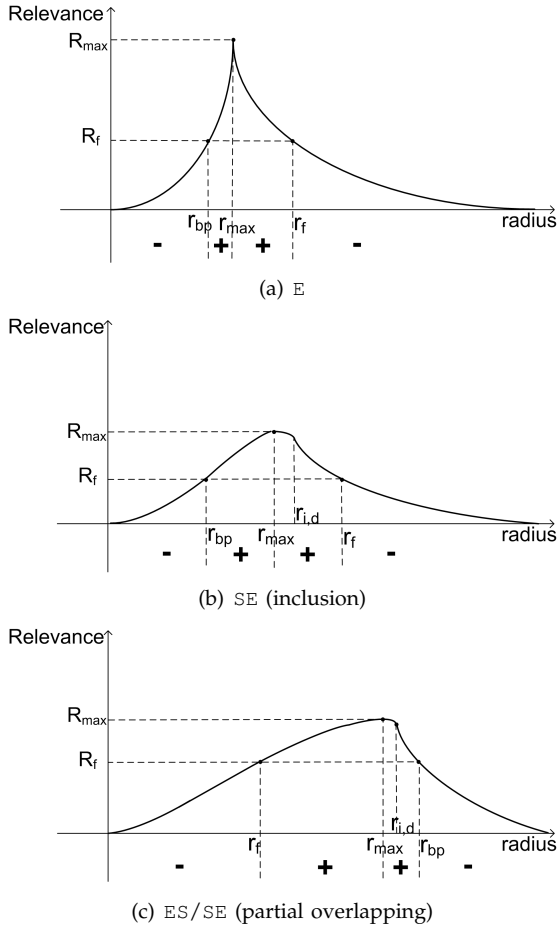 Relevance
R_max
R_f
r_bp r_max r_f radius
- + + -
(a) E
Relevance
R_max
R_f
r_i,d
r_bp r_max r_f radius
- + + -
(b) SE (inclusion)
Relevance
R_max
R_f
r_i,d
r_f r_max r_bp radius
- + + -
(c) ES/SE (partial overlapping)